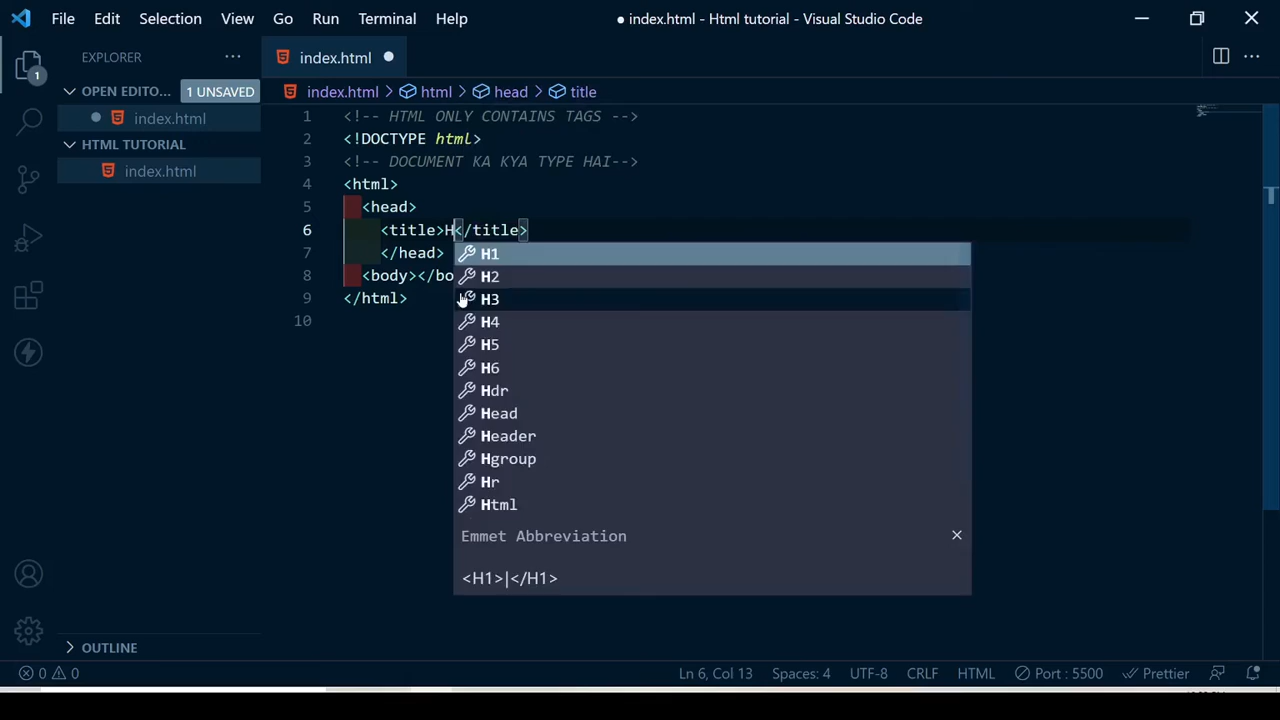 File Edit Selection View Go Run Terminal Help ● index.html - Html tutorial - Visual Studio Code
EXPLORER
index.html
OPEN EDITO... 1 UNSAVED
index.html
HTML TUTORIAL
index.html
index.html > html > head > title
1 <!-- HTML ONLY CONTAINS TAGS -->
2 <!DOCTYPE html>
3 <!-- DOCUMENT KA KYA TYPE HAI-->
4 <html>
5 <head>
6 <title>H</title>
7 </head>
8 <body></bo
9 </html>
10
H1
H2
H3
H4
H5
H6
Hdr
Head
Header
Hgroup
Hr
Html
Emmet Abbreviation
<H1>|</H1>
1
OUTLINE
0 0 Ln 6, Col 13 Spaces: 4 UTF-8 CRLF HTML Port : 5500 Prettier